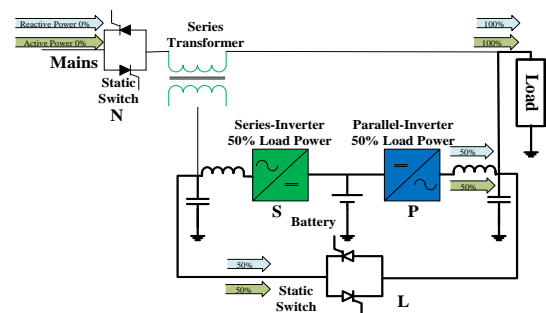 Reactive Power 0%
Active Power 0%
Mains
Static
Switch
N
Series
Transformer
100%
100%
Load
Series-Inverter
50% Load Power
Parallel-Inverter
50% Load Power
50%
50%
S
Battery
P
50%
50%
Static
Switch
L